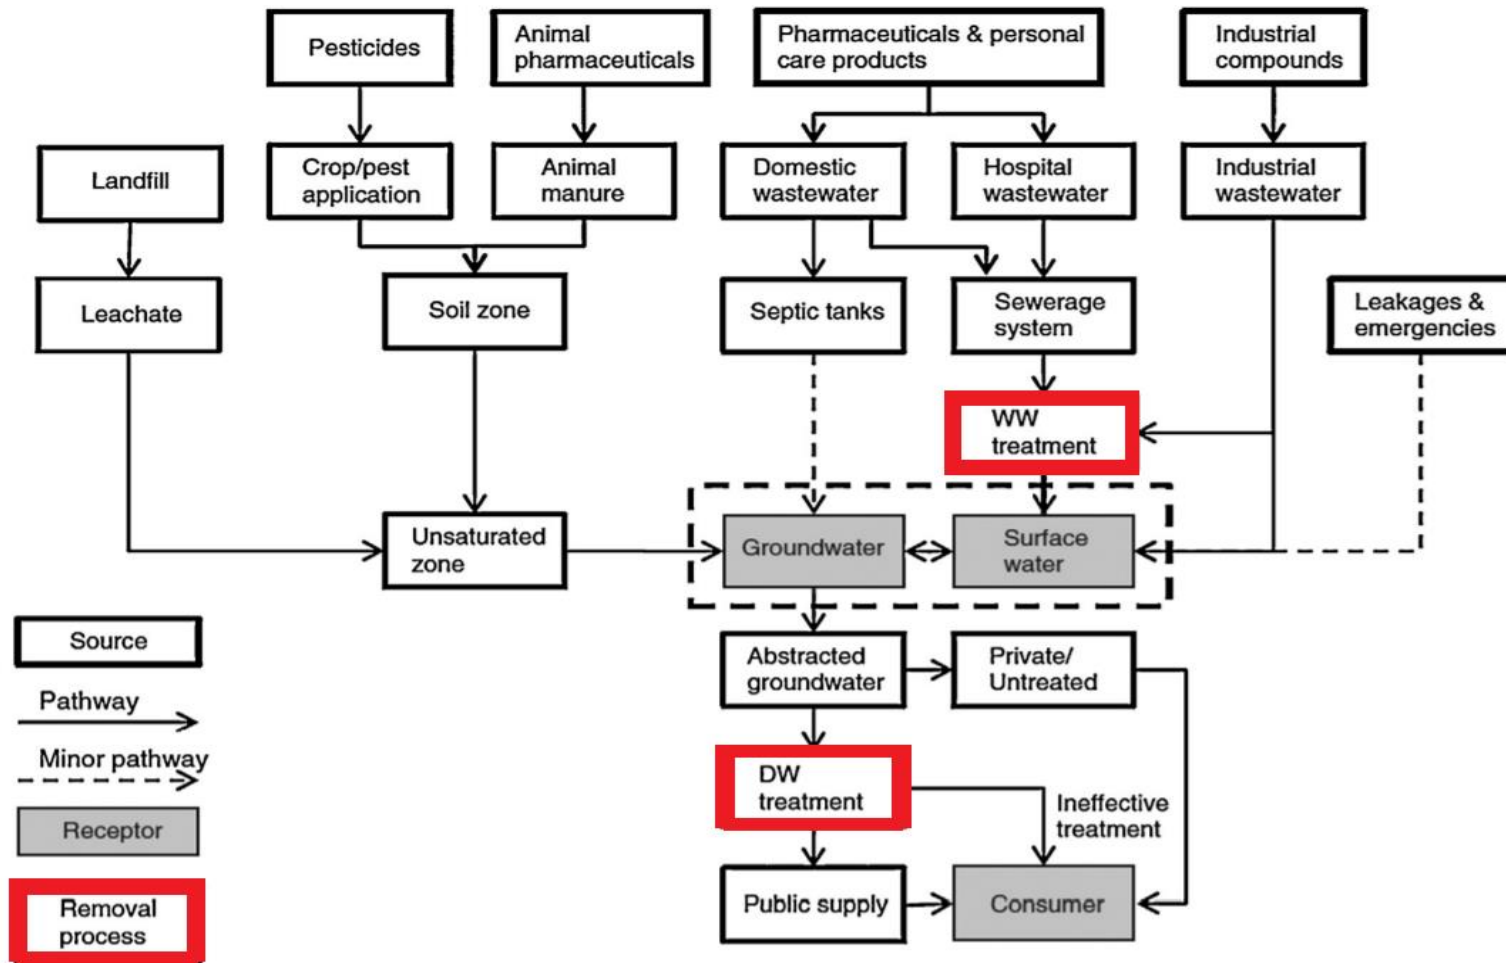 Pesticides
Animal
pharmaceuticals
Pharmaceuticals & personal
care products
Industrial
compounds
Landfill
Crop/pest
application
Animal
manure
Domestic
wastewater
Hospital
wastewater
Industrial
wastewater
Leachate
Soil zone
Septic tanks
Sewerage
system
Leakages &
emergencies
WW
treatment
Unsaturated
zone
Groundwater
Surface
water
Source
Abstracted
groundwater
Private/
Untreated
Pathway
Minor pathway
DW
treatment
Ineffective
treatment
Receptor
Removal
process
Public supply
Consumer